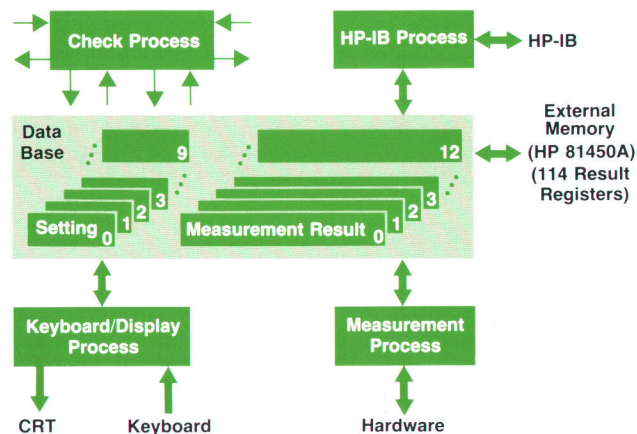 Check Process
HP-IB Process
HP-IB
Data
Base
9
12
External
Memory
(HP 81450A)
(114 Result
Registers)
3
2
1
Setting 0
3
2
1
Measurement Result 0
Keyboard/Display
Process
Measurement
Process
CRT
Keyboard
Hardware